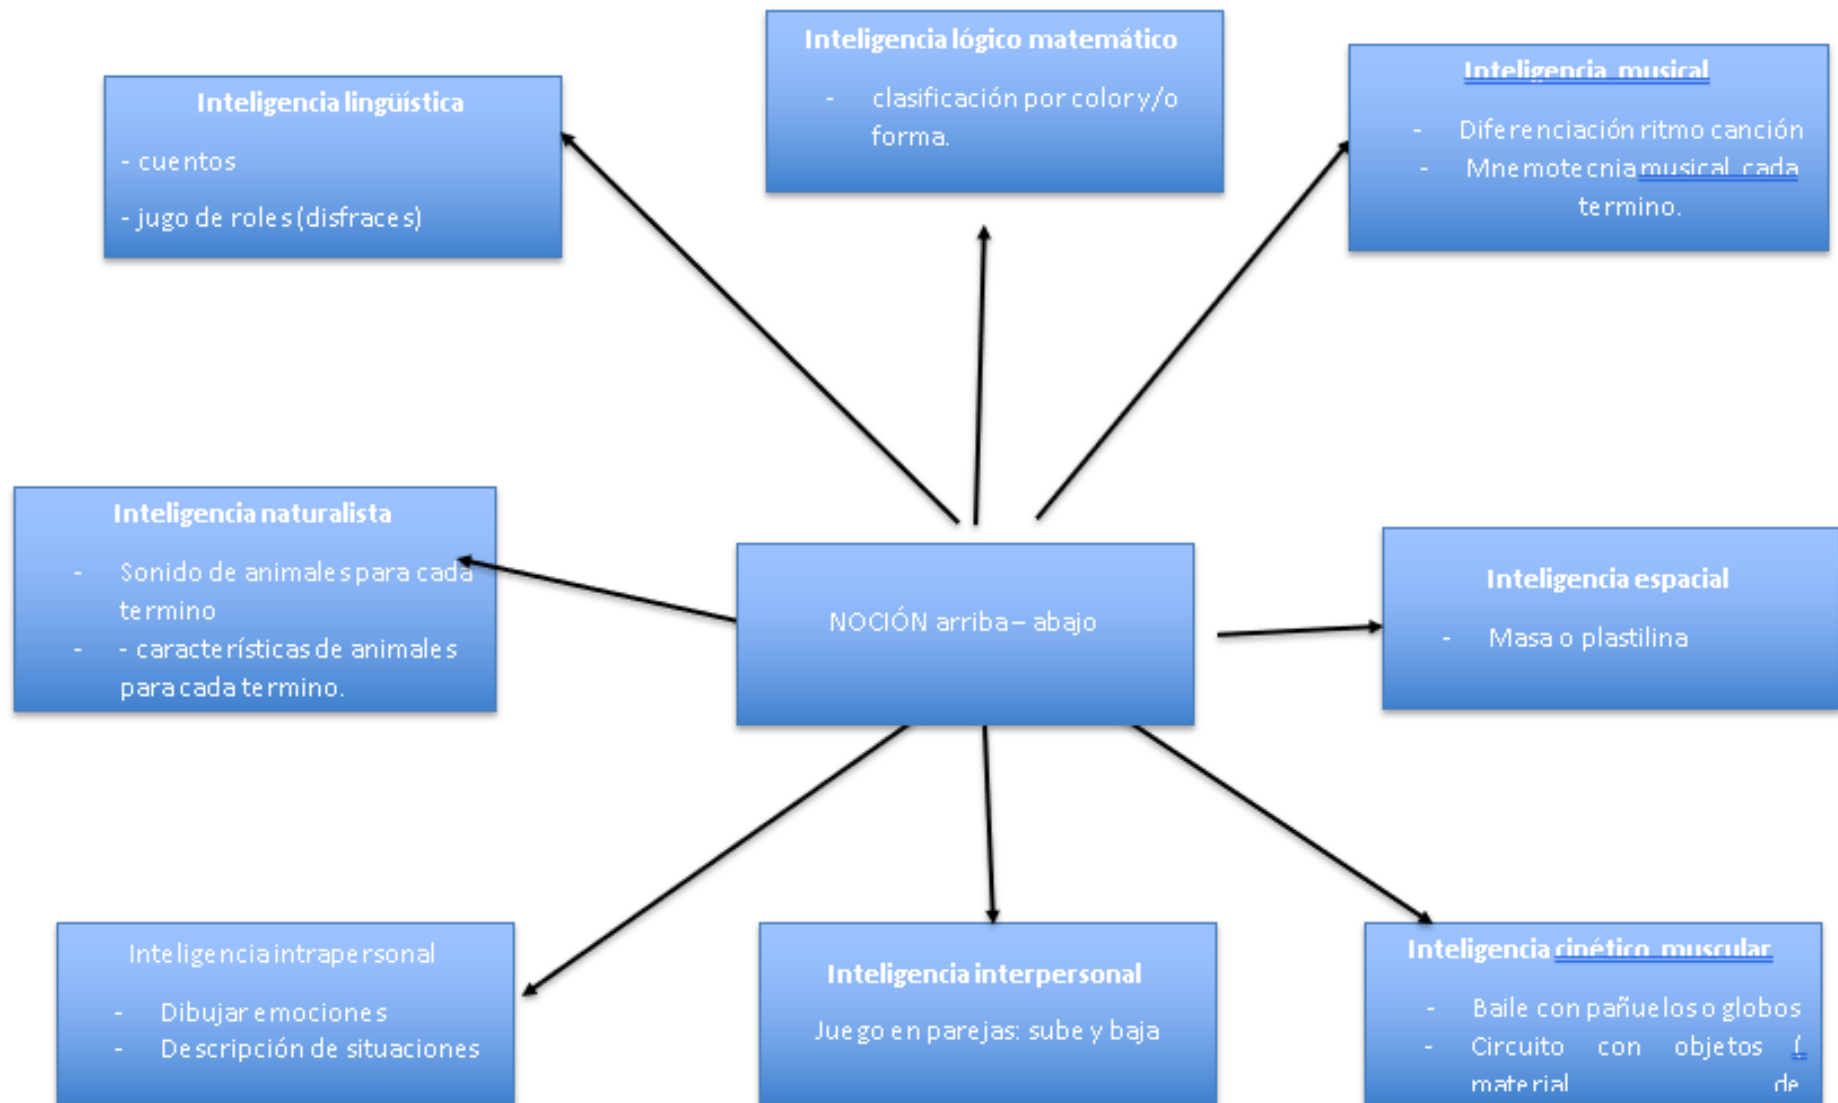 Inteligencia lógico matemático
- clasificación por color y/o
forma.
Inteligencia lingüística
- cuentos
- jugo de roles (disfraces)
Inteligencia musical
- Diferenciación ritmo canción
- Mnemotecnia musical cada
termino.
Inteligencia naturalista
- Sonido de animales para cada
termino
- - características de animales
para cada termino.
NOCIÓN arriba – abajo
Inteligencia espacial
- Masa o plastilina
Inteligencia intrapersonal
- Dibujar emociones
- Descripción de situaciones
Inteligencia interpersonal
Juego en parejas: sube y baja
Inteligencia cinético muscular
- Baile con pañuelos o globos
- Circuito con objetos (
material de